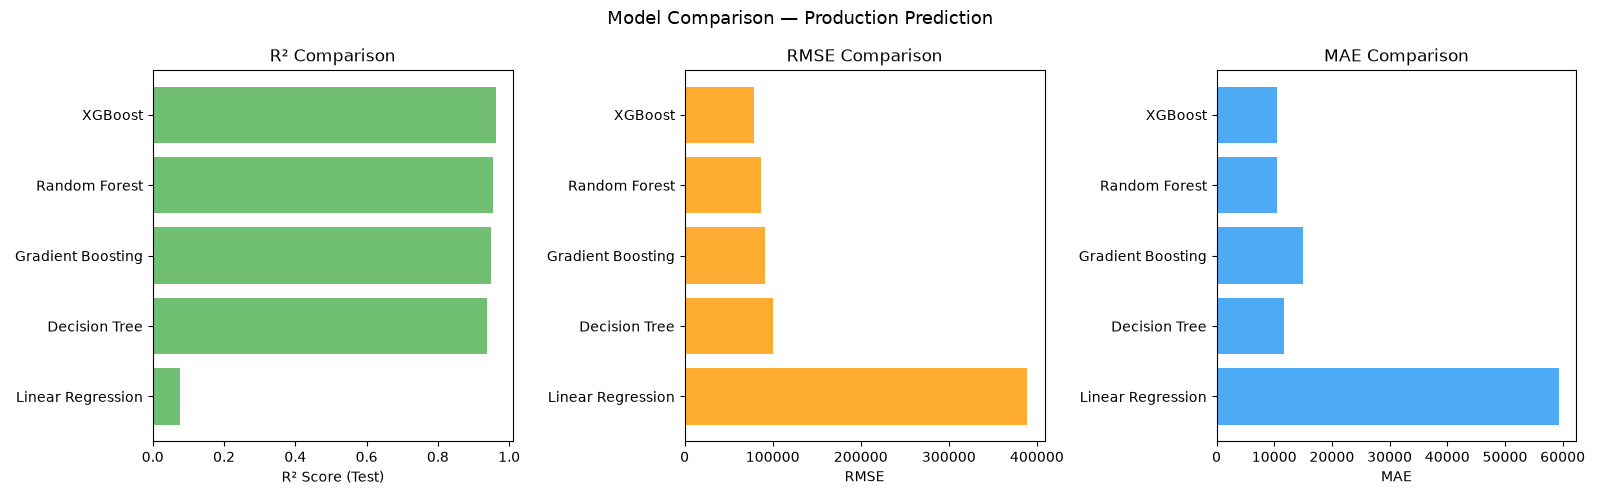 Model Comparison — Production Prediction
R² Comparison
XGBoost
Random Forest
Gradient Boosting
Decision Tree
Linear Regression
0.0 0.2 0.4 0.6 0.8 1.0
R² Score (Test)
RMSE Comparison
XGBoost
Random Forest
Gradient Boosting
Decision Tree
Linear Regression
0 100000 200000 300000 400000
RMSE
MAE Comparison
XGBoost
Random Forest
Gradient Boosting
Decision Tree
Linear Regression
0 10000 20000 30000 40000 50000 60000
MAE